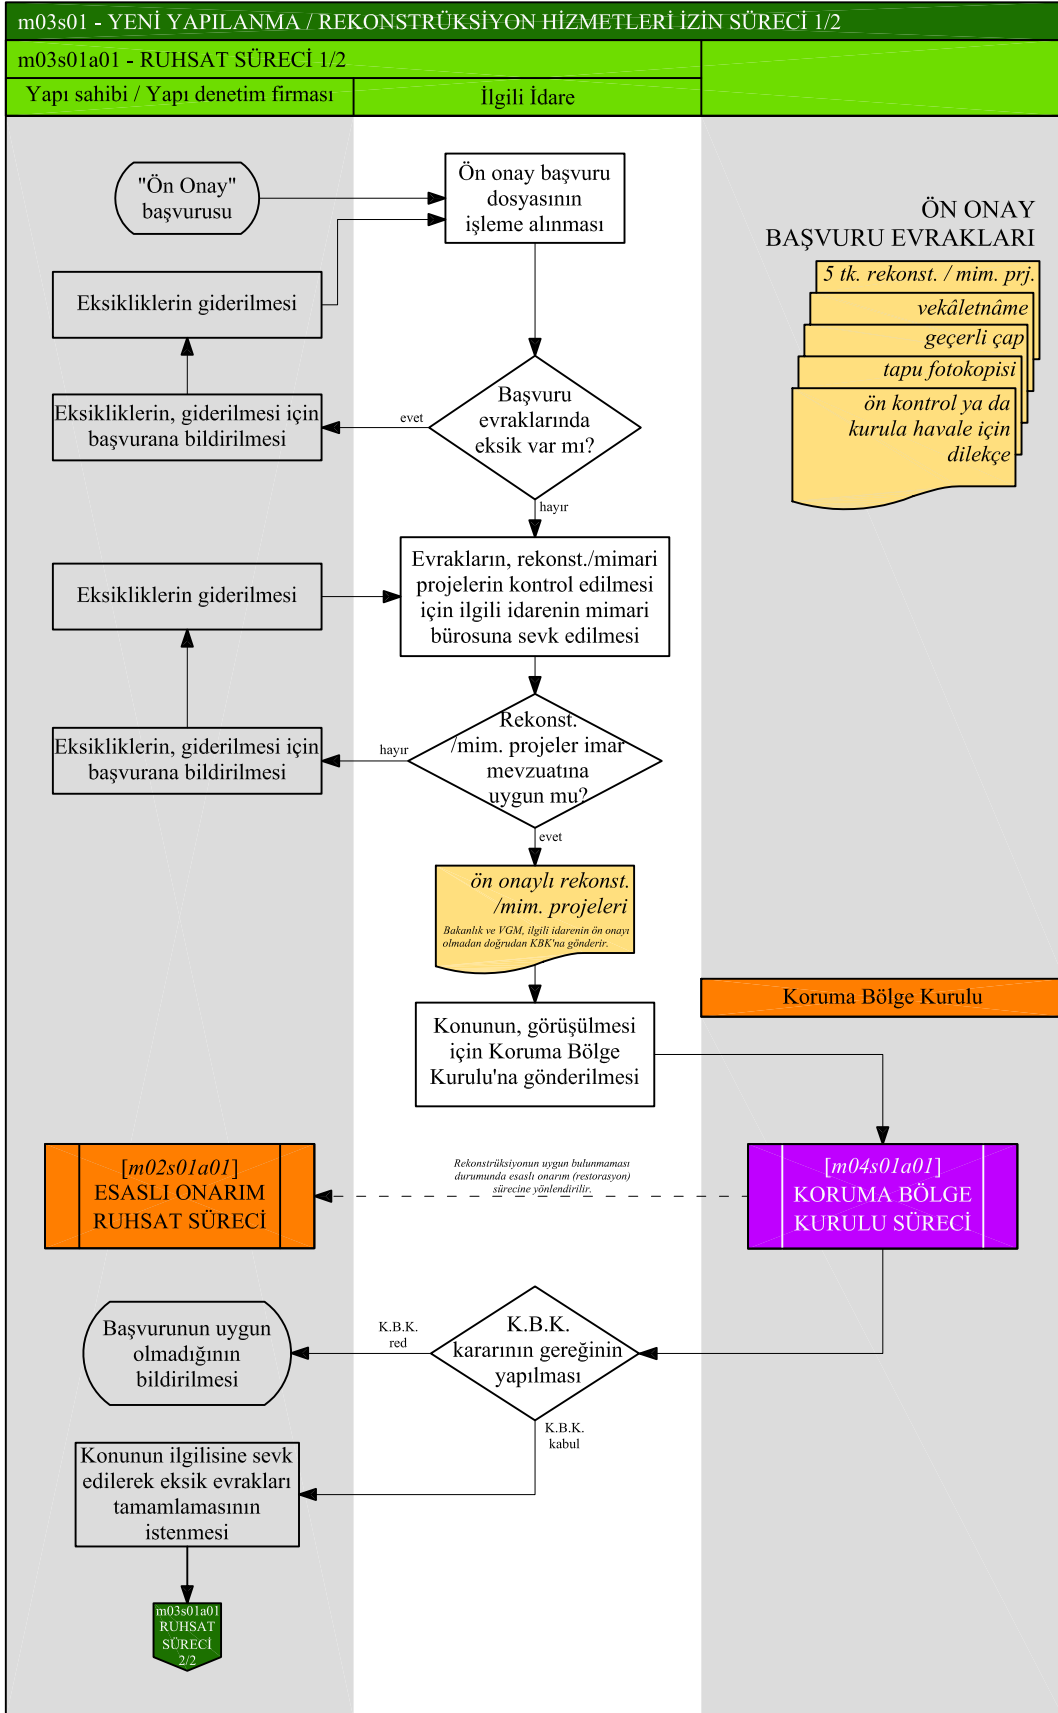 m03s01 - YENİ YAPILANMA / REKONSTRÜKSİYON HİZMETLERİ İZİN SÜRECİ 1/2
m03s01a01 - RUHSAT SÜRECİ 1/2
Yapı sahibi / Yapı denetim firması
İlgili İdare
"Ön Onay"
başvurusu
Ön onay başvuru
dosyasının
işleme alınması
ÖN ONAY
BAŞVURU EVRAKLARI
5 tk. rekonst. / mim. prj.
vekâletnâme
geçerli çap
tapu fotokopisi
ön kontrol ya da
kurula havale için
dilekçe
Eksikliklerin giderilmesi
Başvuru
evraklarında
eksik var mı?
evet
Eksikliklerin, giderilmesi için
başvurana bildirilmesi
hayır
Evrakların, rekonst./mimari
projelerin kontrol edilmesi
için ilgili idarenin mimari
bürosuna sevk edilmesi
Eksikliklerin giderilmesi
Rekonst.
/mim. projeler imar
mevzuatına
uygun mu?
hayır
Eksikliklerin, giderilmesi için
başvurana bildirilmesi
evet
ön onaylı rekonst.
/mim. projeleri
Bakanlık ve VGM, ilgili idarenin ön onayı
olmadan doğrudan KBK'na gönderir.
Koruma Bölge Kurulu
Konunun, görüşülmesi
için Koruma Bölge
Kurulu'na gönderilmesi
[m02s01a01]
ESASLI ONARIM
RUHSAT SÜRECİ
Rekonstrüksiyonun uygun bulunmaması
durumunda esaslı onarım (restorasyon)
sürecine yönlendirilir.
[m04s01a01]
KORUMA BÖLGE
KURULU SÜRECİ
K.B.K.
kararının gereğinin
yapılması
K.B.K.
red
Başvurunun uygun
olmadığının
bildirilmesi
K.B.K.
kabul
Konunun ilgilisine sevk
edilerek eksik evrakları
tamamlamasının
istenmesi
m03s01a01
RUHSAT
SÜRECİ
2/2